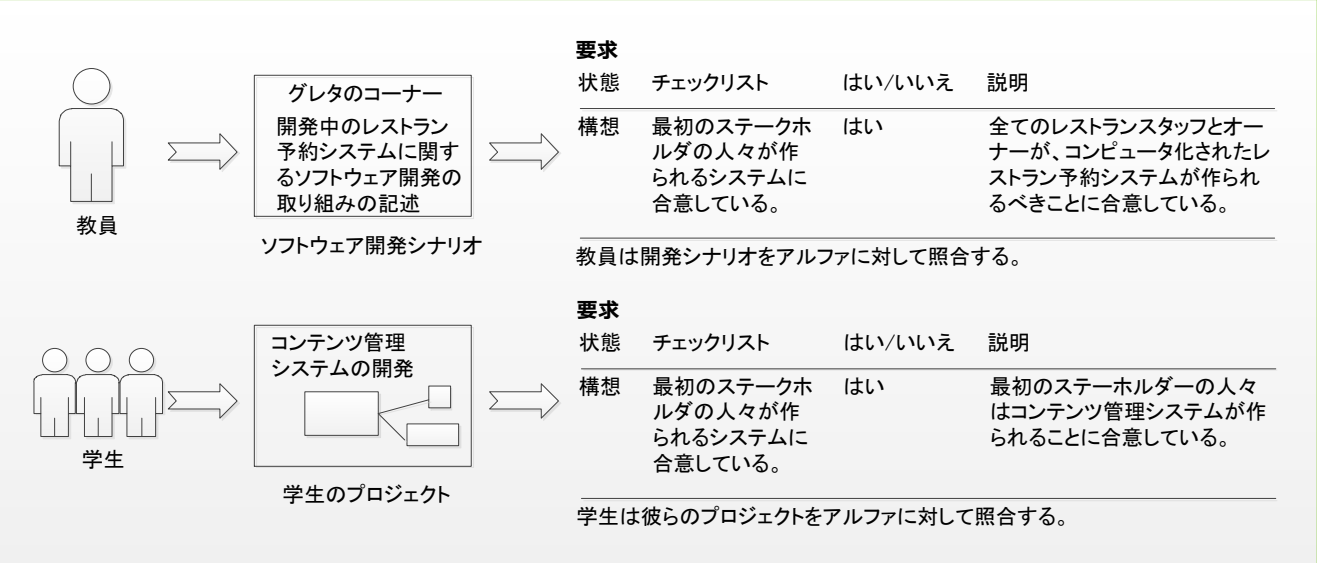 教員
グレタのコーナー
開発中のレストラン
予約システムに関す
るソフトウェア開発の
取り組みの記述
ソフトウェア開発シナリオ
要求
状態 チェックリスト はい/いいえ 説明
構想 最初のステークホ はい 全てのレストランスタッフとオー
ルダの人々が作 ナーが、コンピュータ化されたレ
られるシステムに ストラン予約システムが作られ
合意している。 るべきことに合意している。
教員は開発シナリオをアルファに対して照合する。
学生
コンテンツ管理
システムの開発
学生のプロジェクト
要求
状態 チェックリスト はい/いいえ 説明
構想 最初のステークホ はい 最初のステーホルダーの人々
ルダの人々が作 はコンテンツ管理システムが作
られるシステムに られることに合意している。
合意している。
学生は彼らのプロジェクトをアルファに対して照合する。